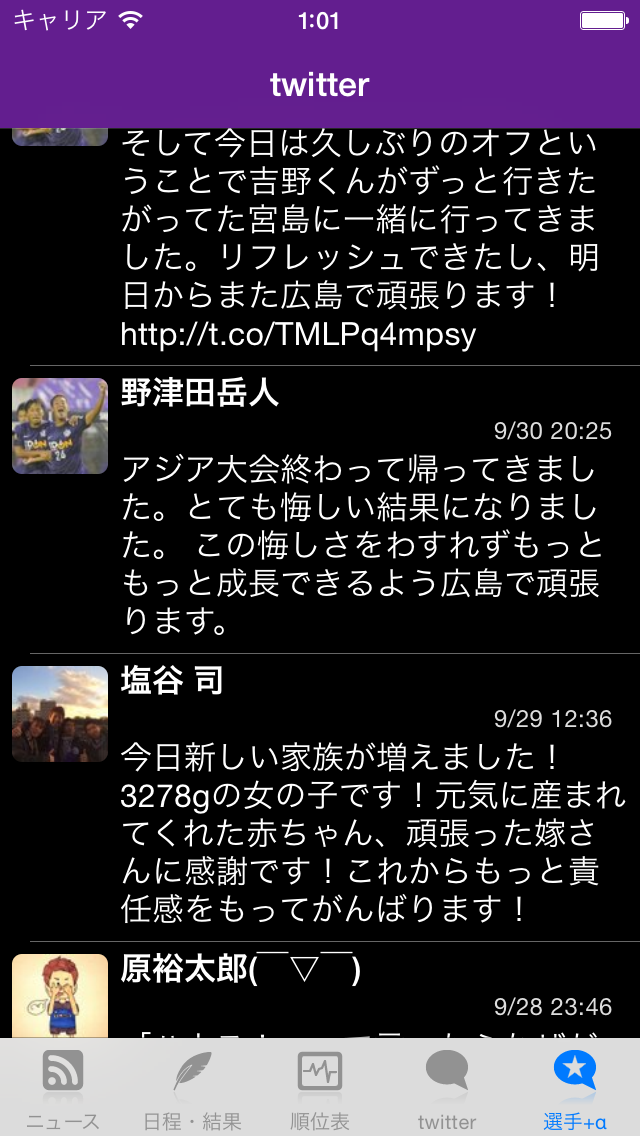 キャリア 1:01
twitter
そして今日は久しぶりのオフとい
うことで吉野くんがずっと行きた
がってた宮島に一緒に行ってきま
した。リフレッシュできたし、明
日からまた広島で頑張ります！
http://t.co/TMLPq4mpsy
野津田岳人
9/30 20:25
アジア大会終わって帰ってきまし
た。とても悔しい結果になりまし
た。 この悔しさをわすれずもっと
もっと成長できるよう広島で頑張
ります。
塩谷 司
9/29 12:36
今日新しい家族が増えました！
3278gの女の子です！元気に産まれ
てくれた赤ちゃん、頑張った嫁さ
んに感謝です！これからもっと責
任感をもってがんばります！
原裕太郎(￣▽￣)
9/28 23:46
ニュース 日程・結果 順位表 twitter 選手+α